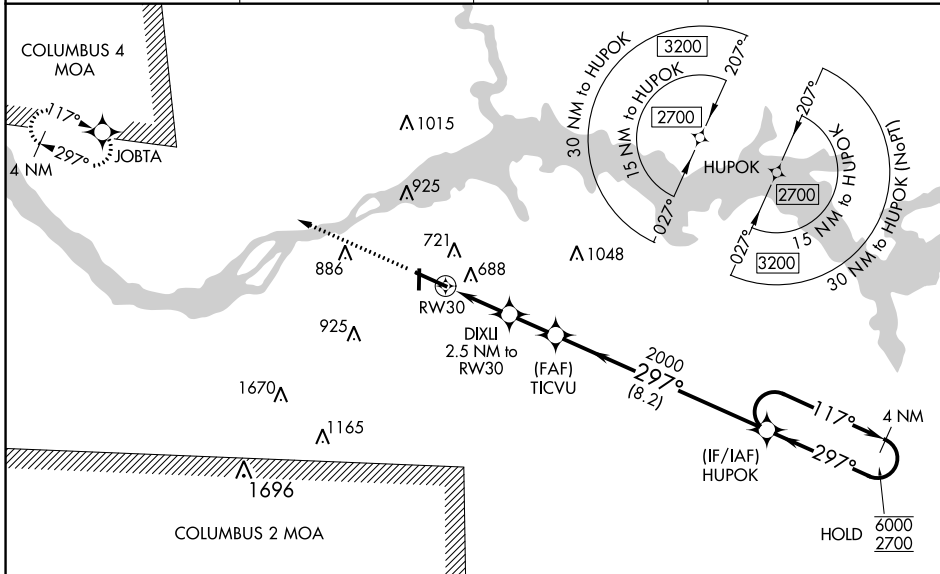 COLUMBUS 4
MOA
117°
297°
4 NM
JOBTA
1015
925
721
688
886
1048
RW30
925
1670
1165
1696
COLUMBUS 2 MOA
DIXLI
2.5 NM to
RW30
(FAF)
TICVU
2000
297°
(8.2)
(IF/IAF)
HUPOK
117°
297°
4 NM
HOLD
6000
2700
30 NM to HUPOK
3200
207°
15 NM to HUPOK
2700
027°
HUPOK
207°
2700
027°
15 NM to HUPOK
3200
30 NM to HUPOK (NoPT)